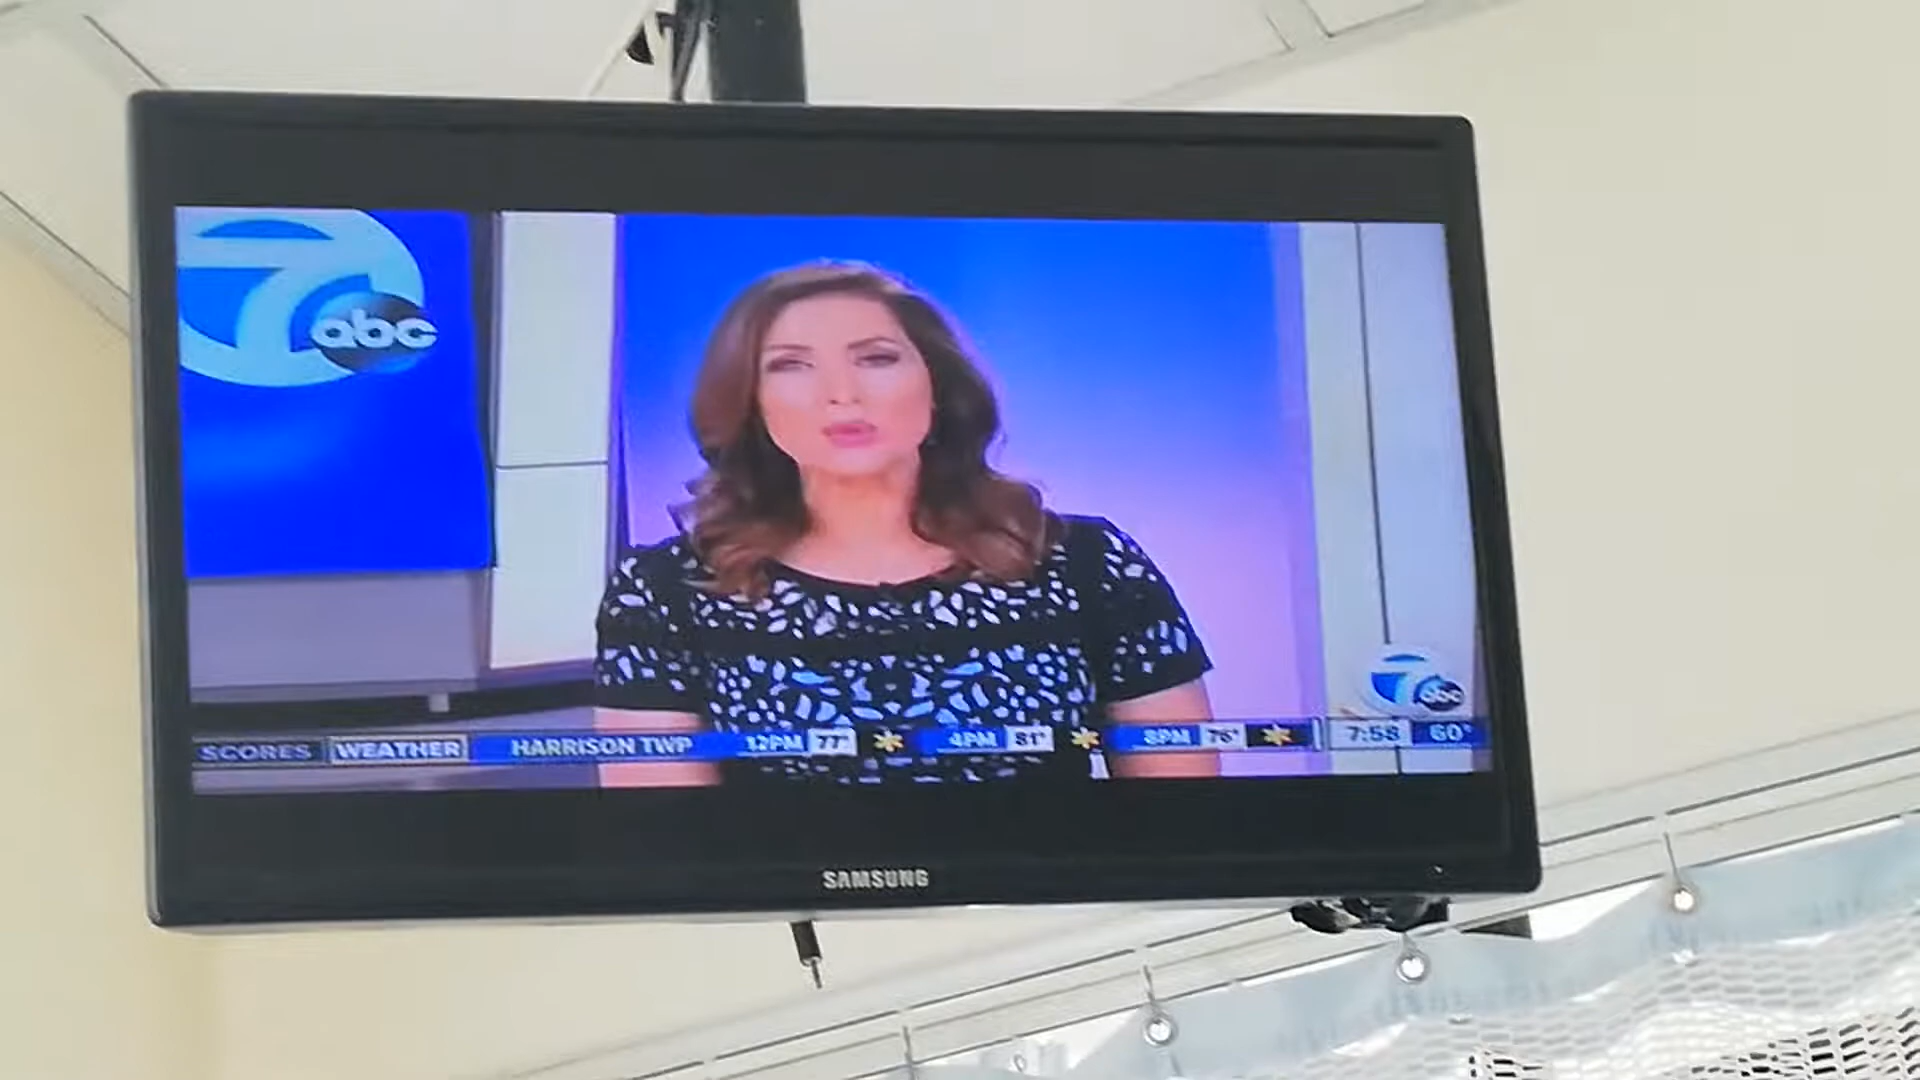 7
abc
7 abc
SCORES WEATHER HARRISON TWP 12PM 77° 4PM 81° 8PM 76° 7:58 60°
SAMSUNG